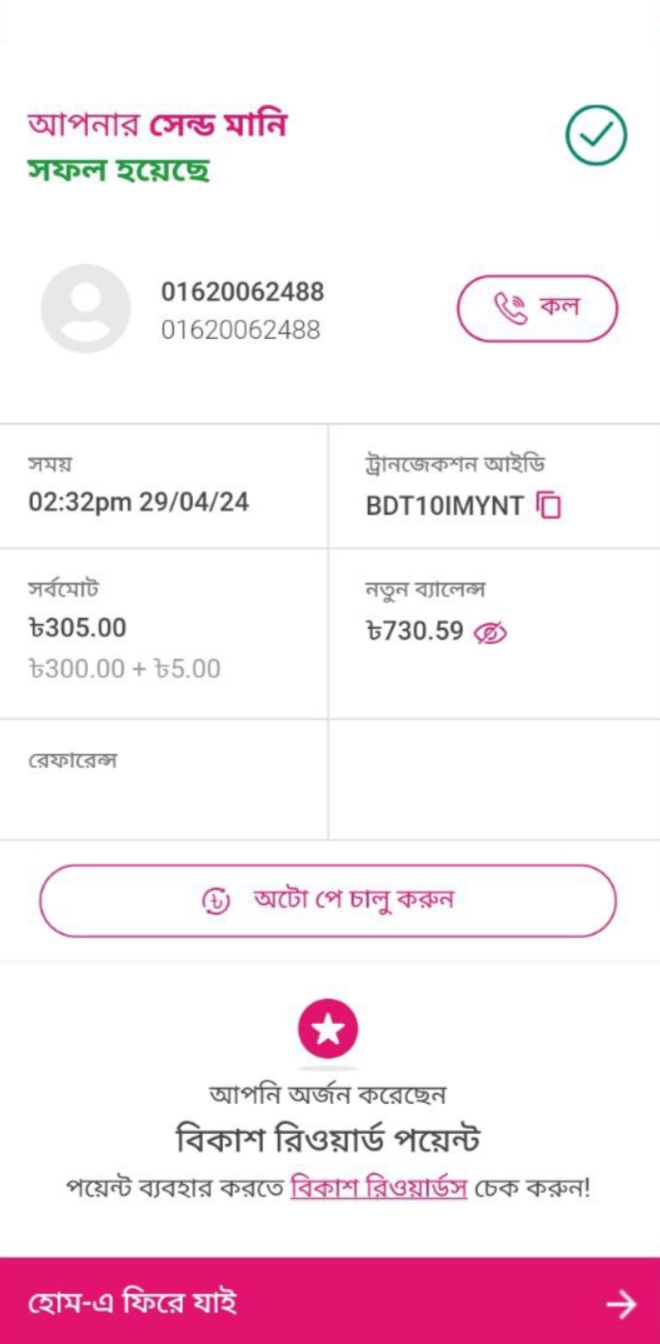 আপনার সেন্ড মানি
সফল হয়েছে
01620062488
01620062488
কল
সময়
02:32pm 29/04/24
ট্রানজেকশন আইডি
BDT10IMYNT
সর্বমোট
৳305.00
৳300.00 + ৳5.00
নতুন ব্যালেন্স
৳730.59
রেফারেন্স
অটো পে চালু করুন
আপনি অর্জন করেছেন
বিকাশ রিওয়ার্ড পয়েন্ট
পয়েন্ট ব্যবহার করতে বিকাশ রিওয়ার্ডস চেক করুন!
হোম-এ ফিরে যাই